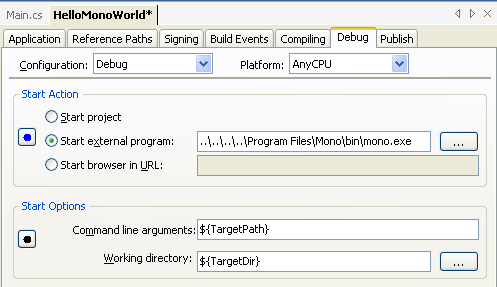 Main.cs HelloMonoWorld*
Application Reference Paths Signing Build Events Compiling Debug Publish
Configuration: Debug Platform: AnyCPU
Start Action
Start project
Start external program: ..\..\..\..\Program Files\Mono\bin\mono.exe ...
Start browser in URL:
Start Options
Command line arguments: ${TargetPath}
Working directory: ${TargetDir} ...